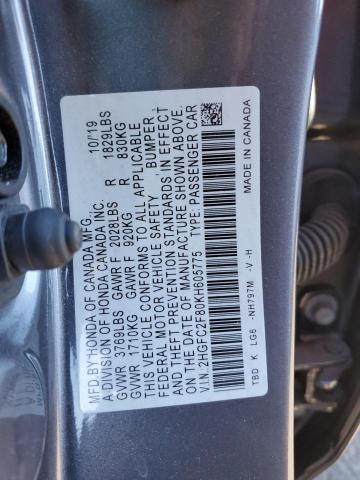 MFD. BY HONDA OF CANADA MFG. 10/19
A DIVISION OF HONDA CANADA INC.
GVWR 3769LBS GAWR F 2028LBS R 1829LBS
GVWR 1710KG GAWR F 920KG R 830KG
THIS VEHICLE CONFORMS TO ALL APPLICABLE
FEDERAL MOTOR VEHICLE SAFETY, BUMPER,
AND THEFT PREVENTION STANDARDS IN EFFECT
ON THE DATE OF MANUFACTURE SHOWN ABOVE.
V.I.N: 2HGFC2F80KH605775 TYPE: PASSENGER CAR
MADE IN CANADA
TBD K LG6 -NH797M -V -H